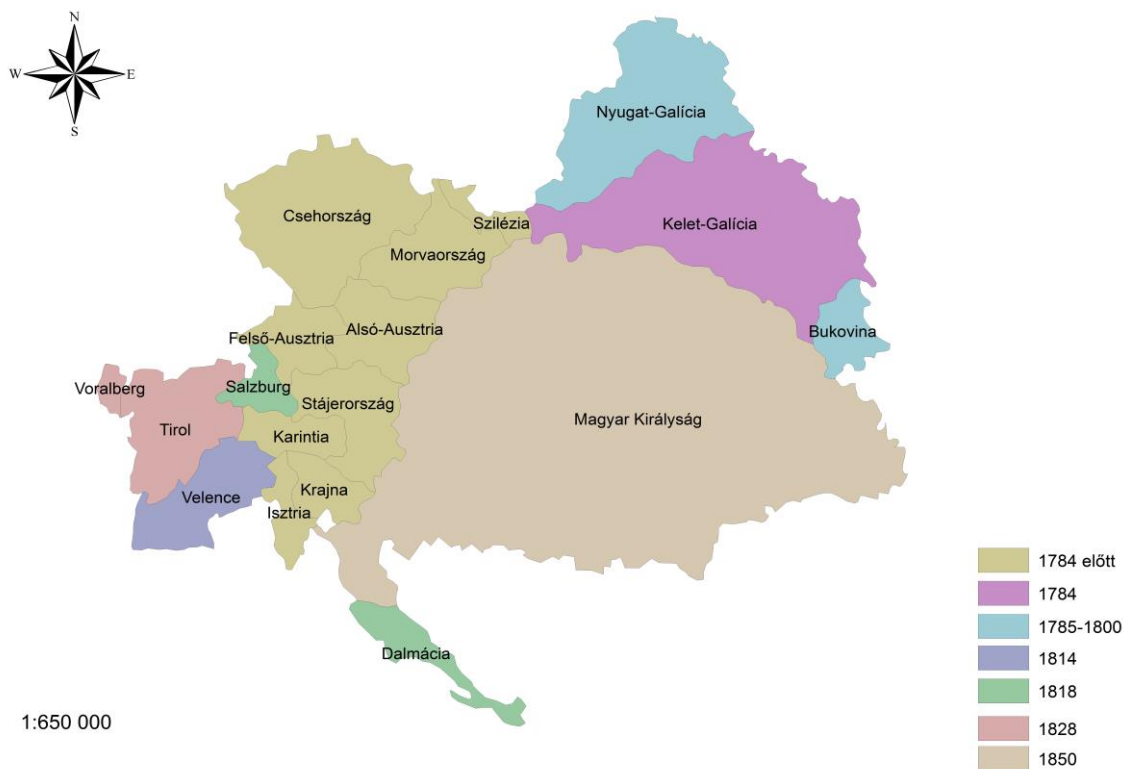 N
W
E
S
Nyugat-Galícia
Csehország
Szilézia
Kelet-Galícia
Morvaország
Felső-Ausztria
Alsó-Ausztria
Bukovina
Voralberg
Salzburg
Stájerország
Tirol
Karintia
Magyar Királyság
Velence
Krajna
Isztria
Dalmácia
1784 előtt
1784
1785-1800
1814
1818
1828
1850
1:650 000